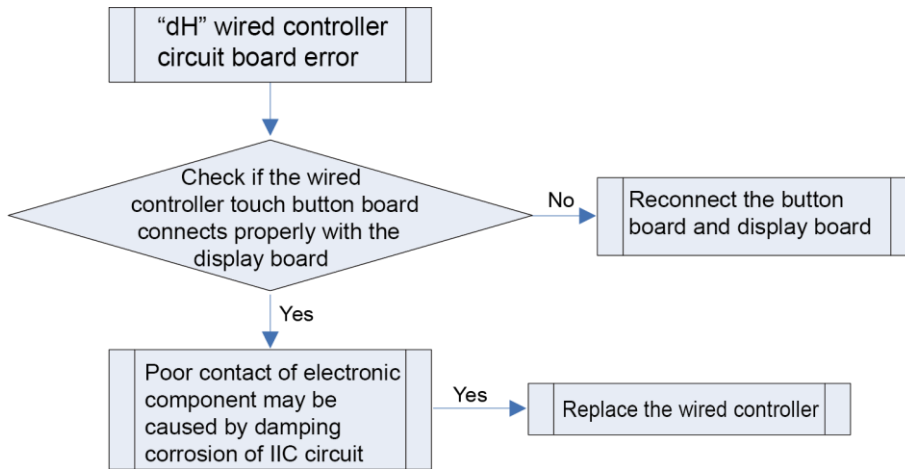 “dH” wired controller
circuit board error
Check if the wired
controller touch button board
connects properly with the
display board
No
Reconnect the button
board and display board
Yes
Poor contact of electronic
component may be
caused by damping
corrosion of IIC circuit
Yes
Replace the wired controller